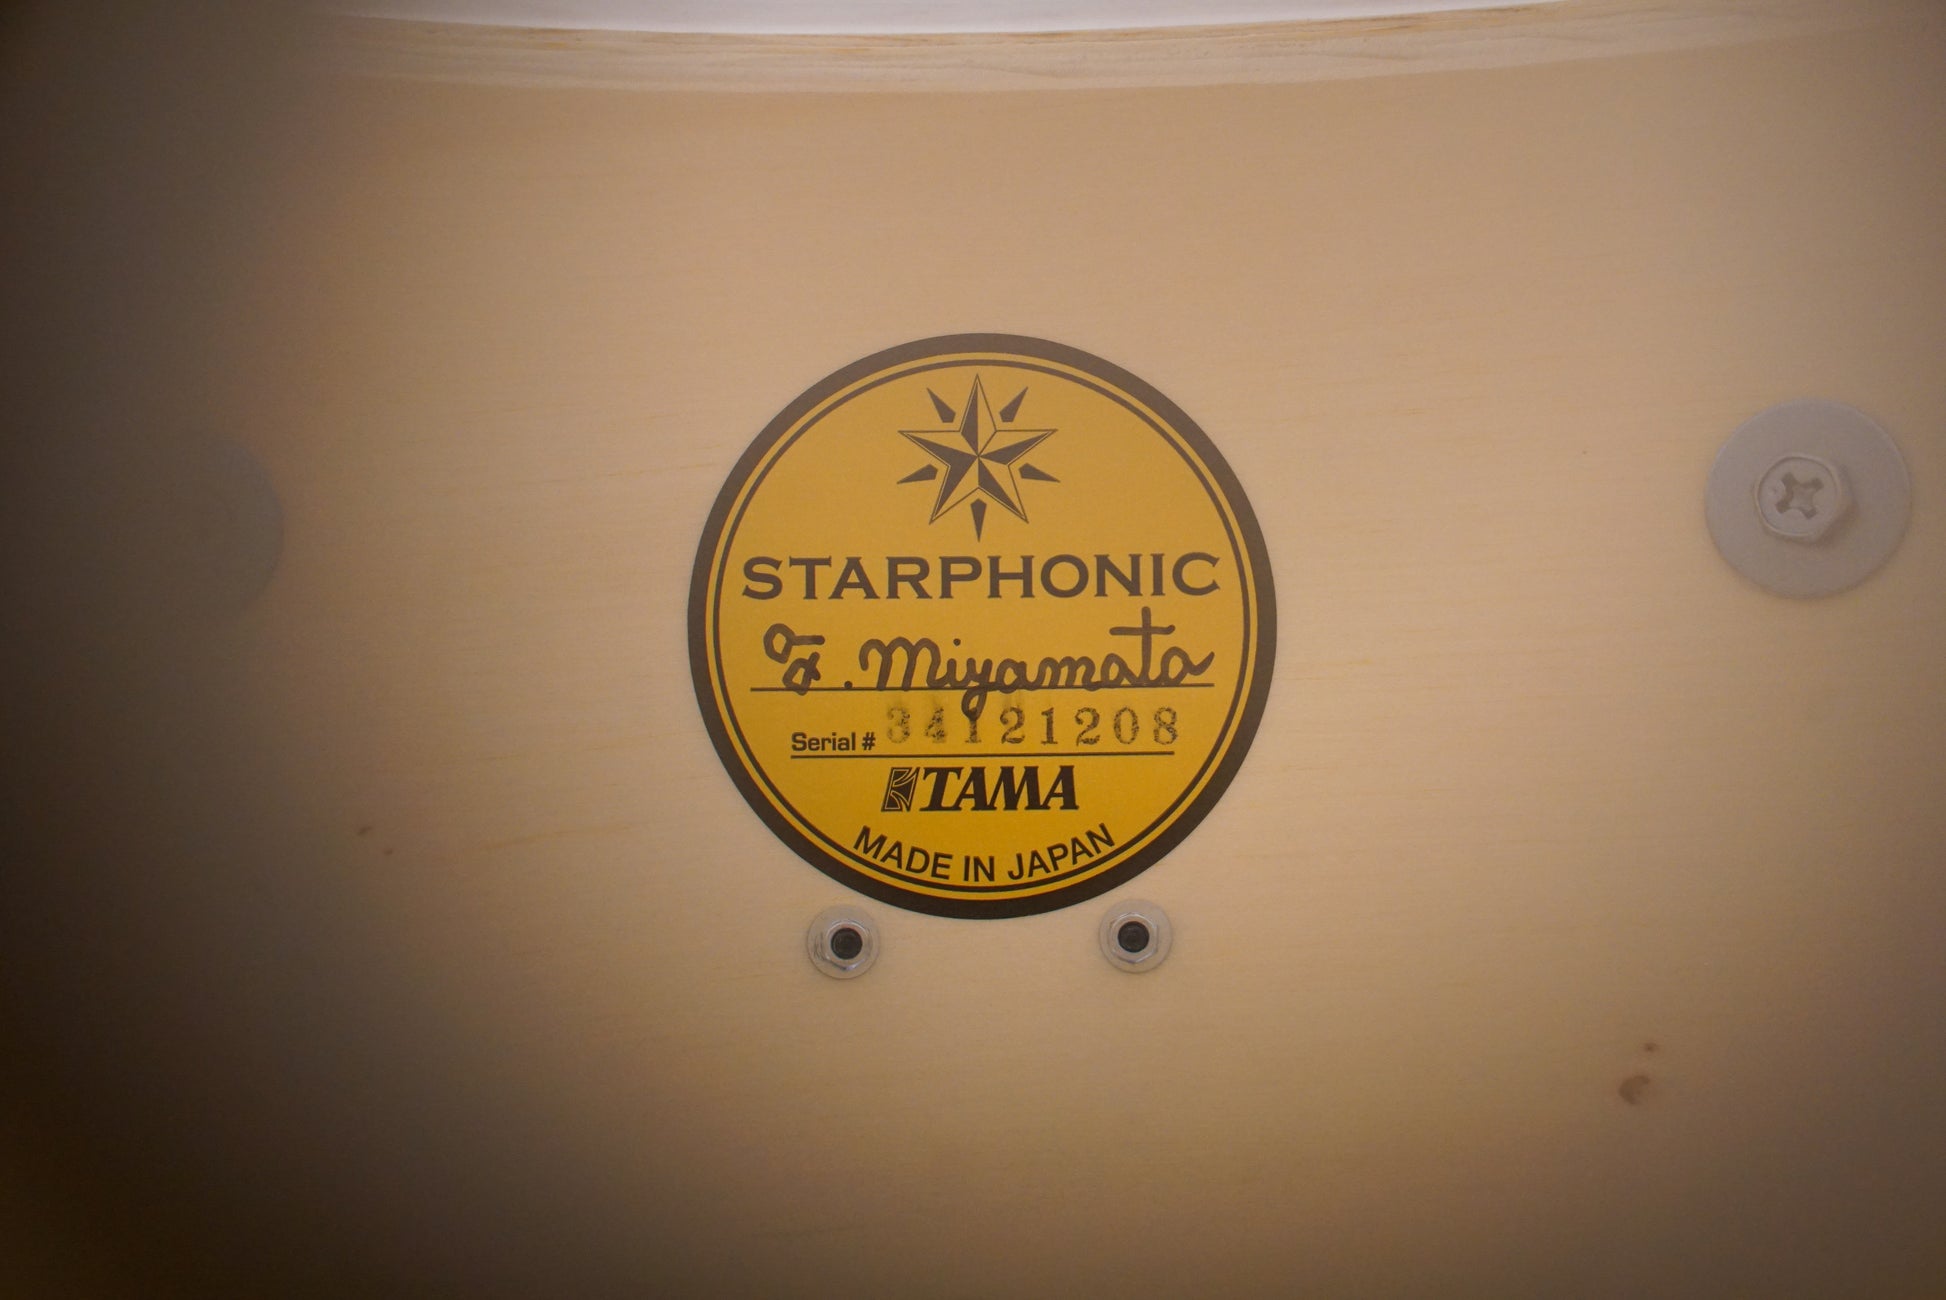 STARPHONIC
F. Miyamoto
Serial # 34121208
TAMA
MADE IN JAPAN